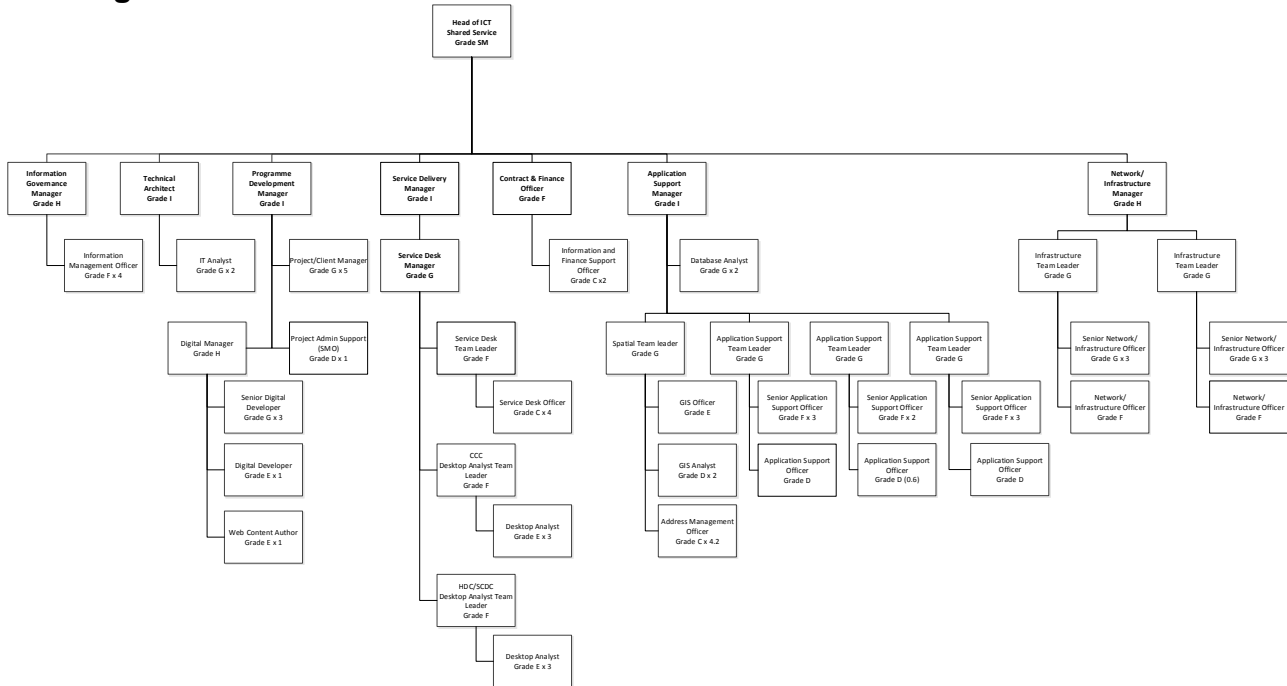 Head of ICT
Shared Service
Grade SM
Information
Governance
Manager
Grade H
Technical
Architect
Grade I
Programme
Development
Manager
Grade I
Service Delivery
Manager
Grade I
Contract & Finance
Officer
Grade F
Application
Support
Manager
Grade I
Network/
Infrastructure
Manager
Grade H
Information
Management Officer
Grade F x 4
IT Analyst
Grade G x 2
Project/Client Manager
Grade G x 5
Service Desk
Manager
Grade G
Information and
Finance Support
Officer
Grade C x2
Database Analyst
Grade G x 2
Infrastructure
Team Leader
Grade G
Infrastructure
Team Leader
Grade G
Digital Manager
Grade H
Project Admin Support
(SMO)
Grade D x 1
Service Desk
Team Leader
Grade F
Spatial Team leader
Grade G
Application Support
Team Leader
Grade G
Application Support
Team Leader
Grade G
Application Support
Team Leader
Grade G
Senior Network/
Infrastructure Officer
Grade G x 3
Senior Network/
Infrastructure Officer
Grade G x 3
Senior Digital
Developer
Grade G x 3
Service Desk Officer
Grade C x 4
GIS Officer
Grade E
Senior Application
Support Officer
Grade F x 3
Senior Application
Support Officer
Grade F x 2
Senior Application
Support Officer
Grade F x 3
Network/
Infrastructure Officer
Grade F
Network/
Infrastructure Officer
Grade F
Digital Developer
Grade E x 1
CCC
Desktop Analyst Team
Leader
Grade F
GIS Analyst
Grade D x 2
Application Support
Officer
Grade D
Application Support
Officer
Grade D (0.6)
Application Support
Officer
Grade D
Web Content Author
Grade E x 1
Desktop Analyst
Grade E x 3
Address Management
Officer
Grade C x 4.2
HDC/SCDC
Desktop Analyst Team
Leader
Grade F
Desktop Analyst
Grade E x 3